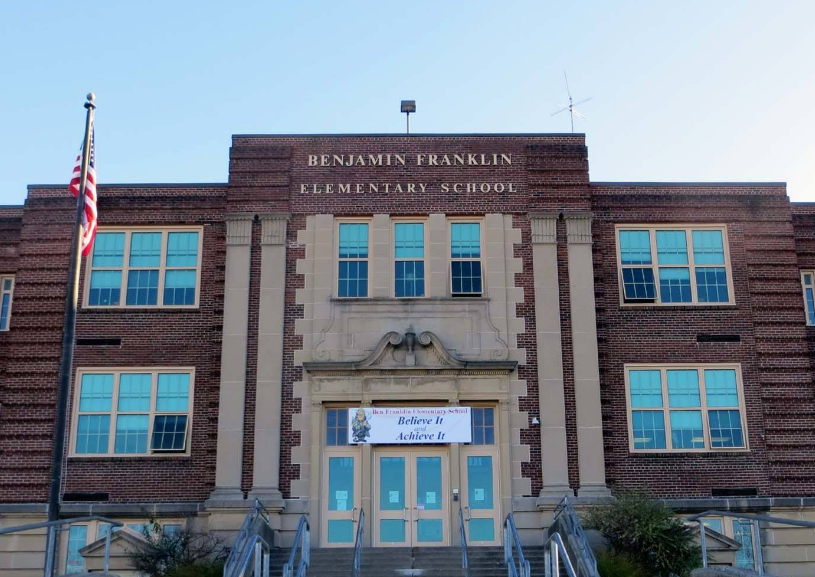 BENJAMIN FRANKLIN
ELEMENTARY SCHOOL
Ben Franklin Elementary School
Believe It
and
Achieve It